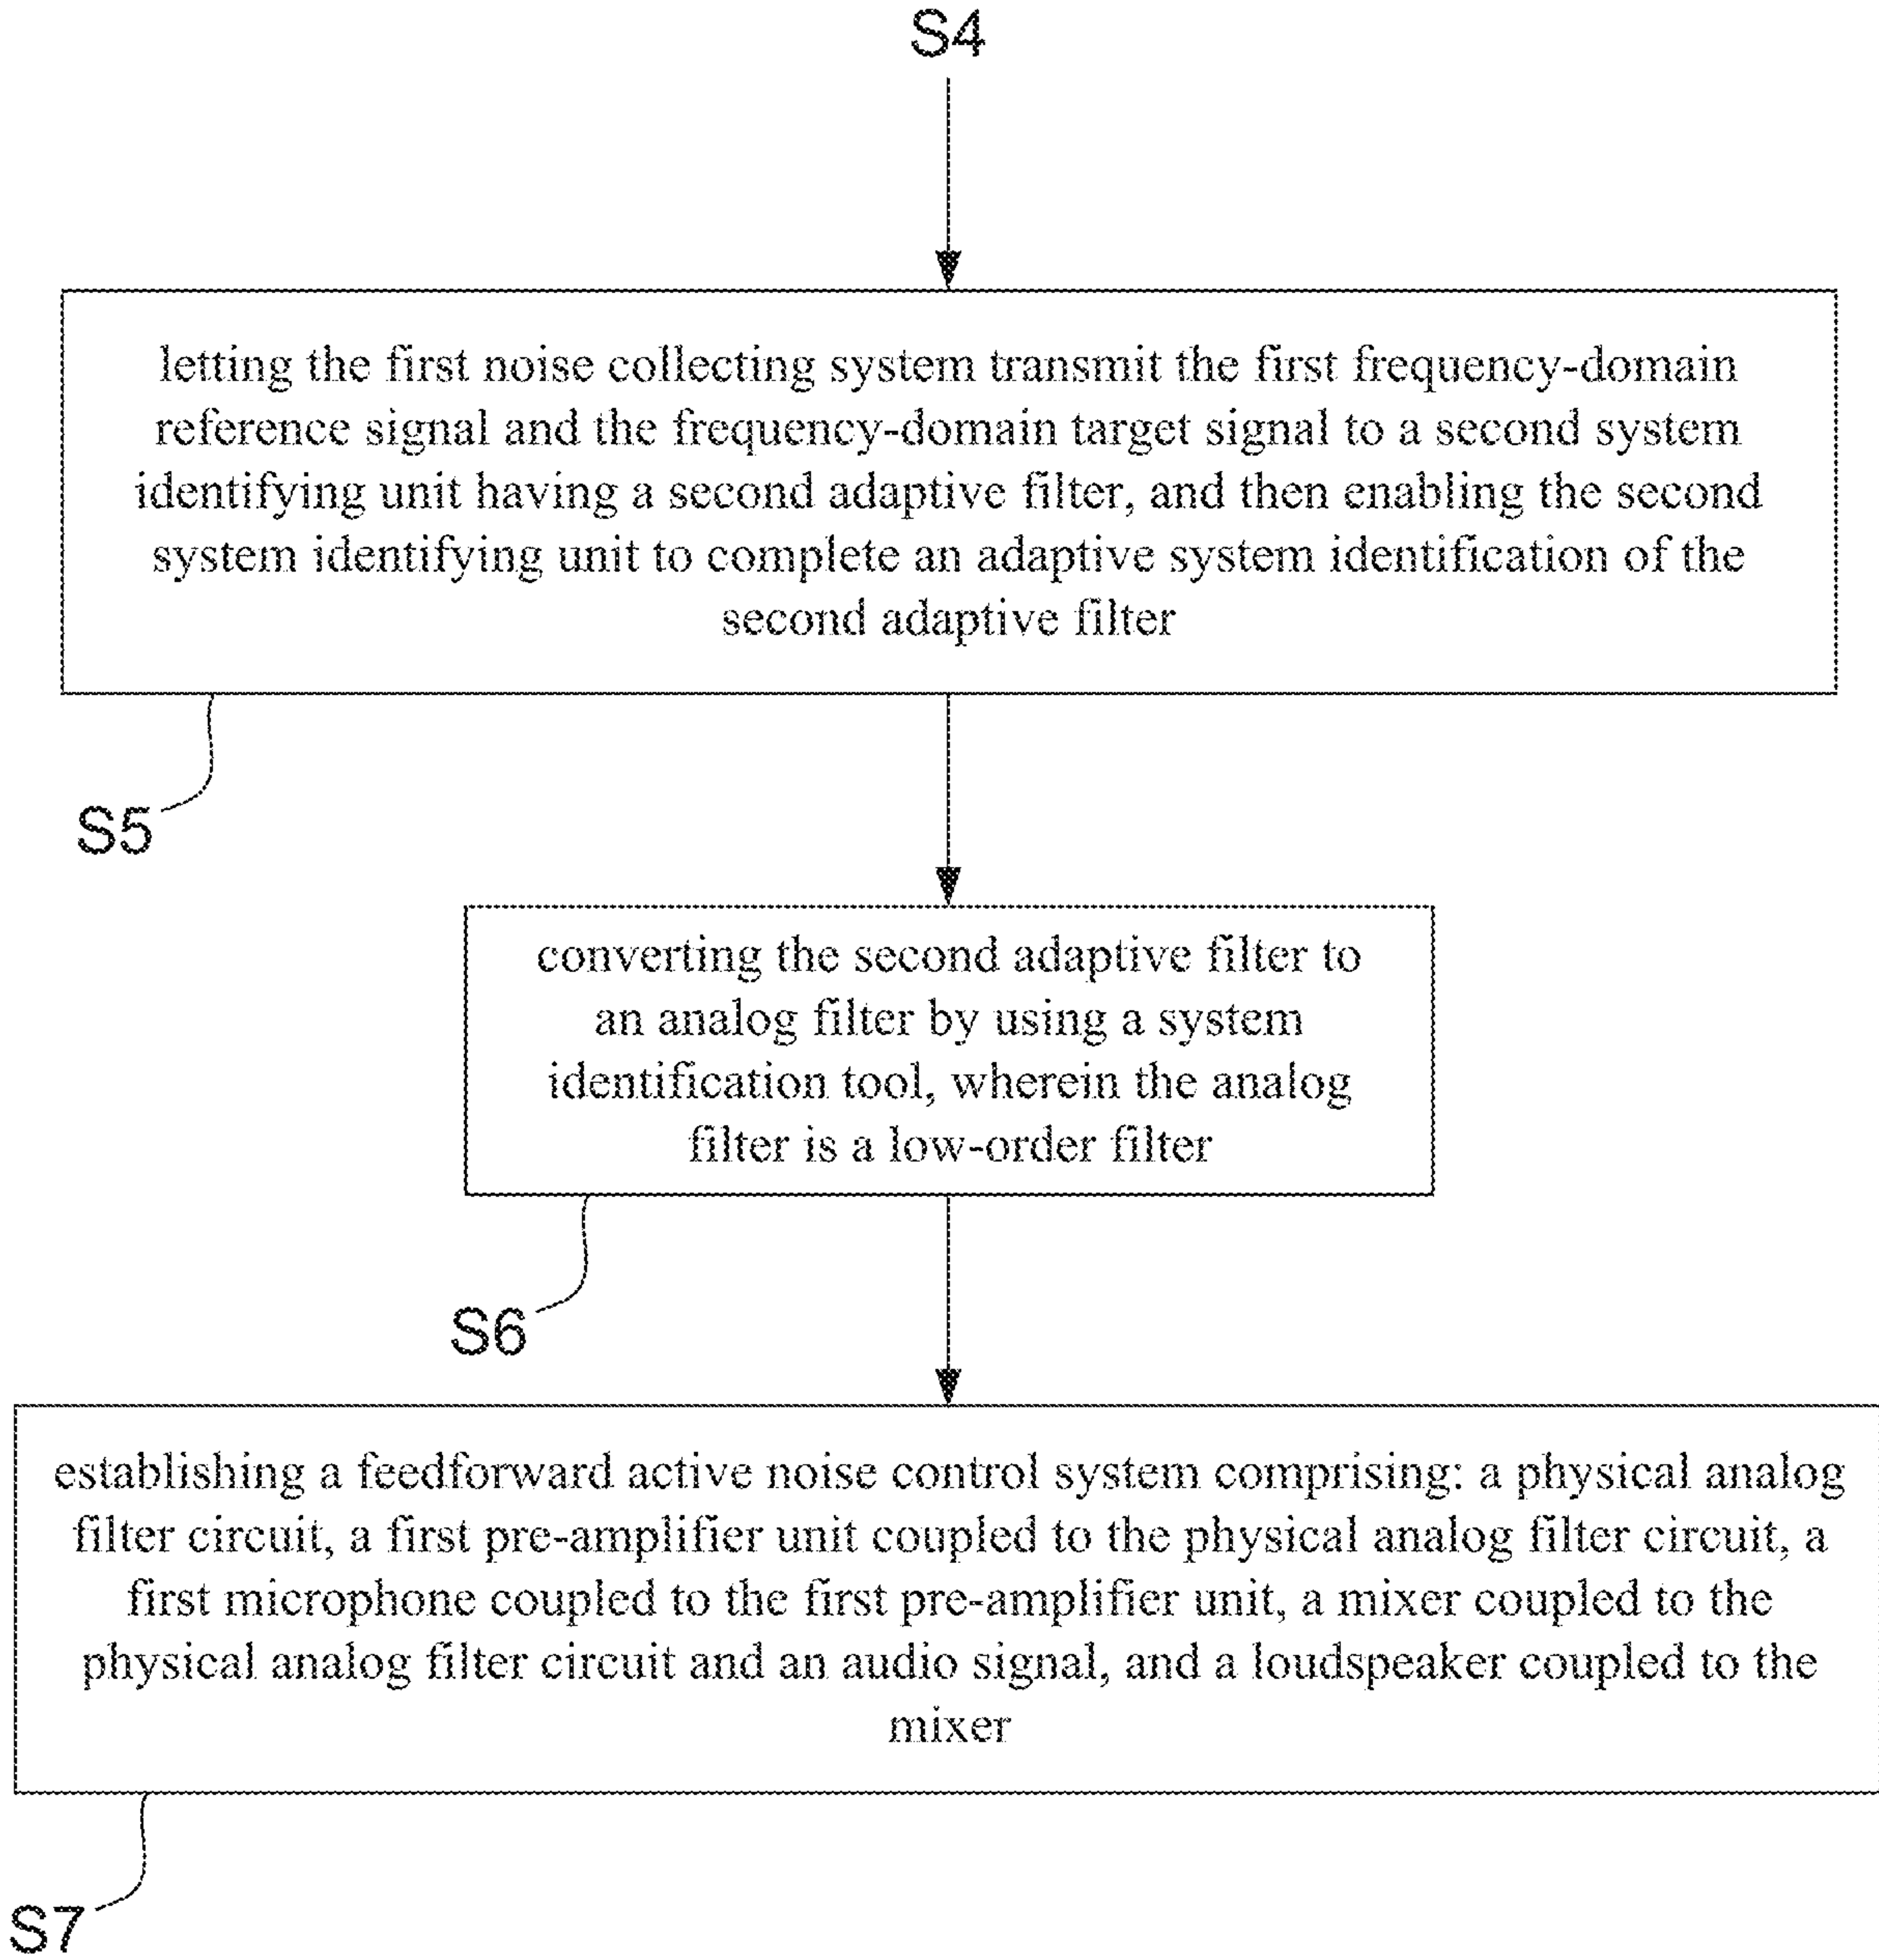 S4
letting the first noise collecting system transmit the first frequency-domain
reference signal and the frequency-domain target signal to a second system
identifying unit having a second adaptive filter, and then enabling the second
system identifying unit to complete an adaptive system identification of the
second adaptive filter
S5
converting the second adaptive filter to
an analog filter by using a system
identification tool, wherein the analog
filter is a low-order filter
S6
establishing a feedforward active noise control system comprising: a physical analog
filter circuit, a first pre-amplifier unit coupled to the physical analog filter circuit, a
first microphone coupled to the first pre-amplifier unit, a mixer coupled to the
physical analog filter circuit and an audio signal, and a loudspeaker coupled to the
mixer
S7